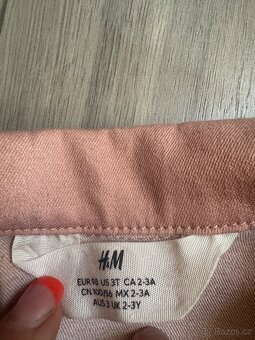 H&M
EUR 98 US 3T CA 2-3A
CN 100/56 MX 2-3A
AUS 3 UK 2-3Y